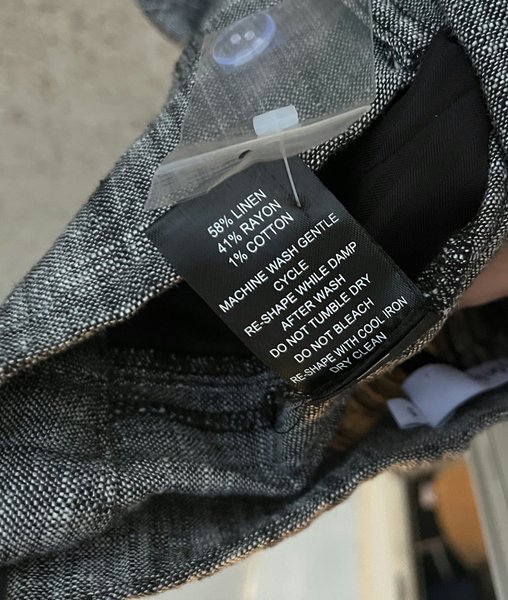 58% LINEN
41% RAYON
1% COTTON
MACHINE WASH GENTLE
CYCLE
RE-SHAPE WHILE DAMP
AFTER WASH
DO NOT TUMBLE DRY
DO NOT BLEACH
RE-SHAPE WITH COOL IRON
DRY CLEAN